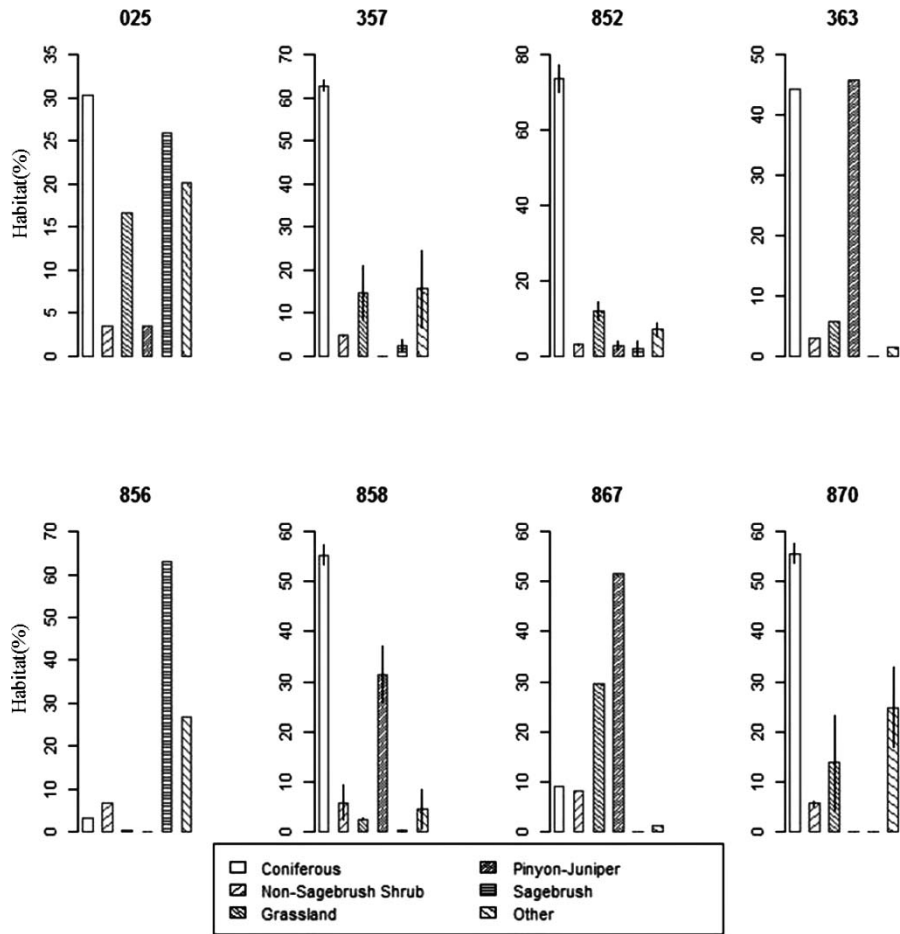 025 357 852 363
Habitat(%)
0 5 10 15 20 25 30 35
0 10 20 30 40 50 60 70
0 20 40 60 80
0 10 20 30 40 50
856 858 867 870
Habitat(%)
0 10 20 30 40 50 60 70
0 10 20 30 40 50 60
0 10 20 30 40 50 60
0 10 20 30 40 50 60
Coniferous
Non-Sagebrush Shrub
Grassland
Pinyon-Juniper
Sagebrush
Other